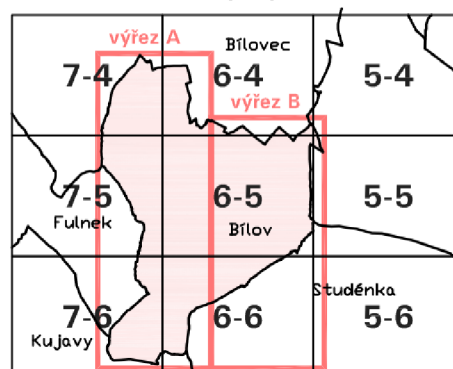 výřez A
Bílovec
7-4
6-4
5-4
výřez B
7-5
6-5
5-5
Fulnek
Bílov
Studénka
7-6
6-6
5-6
Kujavy